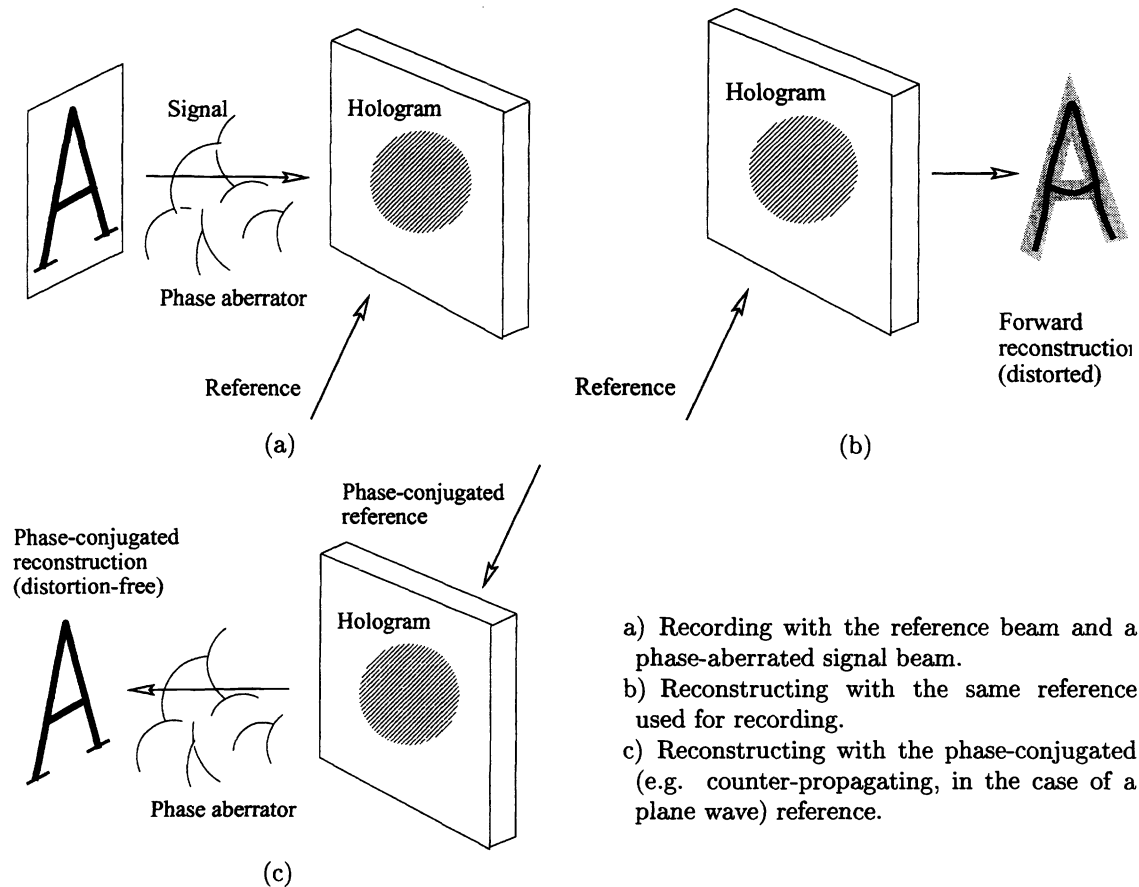 A
Signal
Hologram
Phase aberrator
Reference
(a)
Hologram
A
Reference
Forward
reconstruction
(distorted)
(b)
Phase-conjugated
reference
Phase-conjugated
reconstruction
(distortion-free)
A
Hologram
Phase aberrator
(c)
a) Recording with the reference beam and a
phase-aberrated signal beam.
b) Reconstructing with the same reference
used for recording.
c) Reconstructing with the phase-conjugated
(e.g. counter-propagating, in the case of a
plane wave) reference.